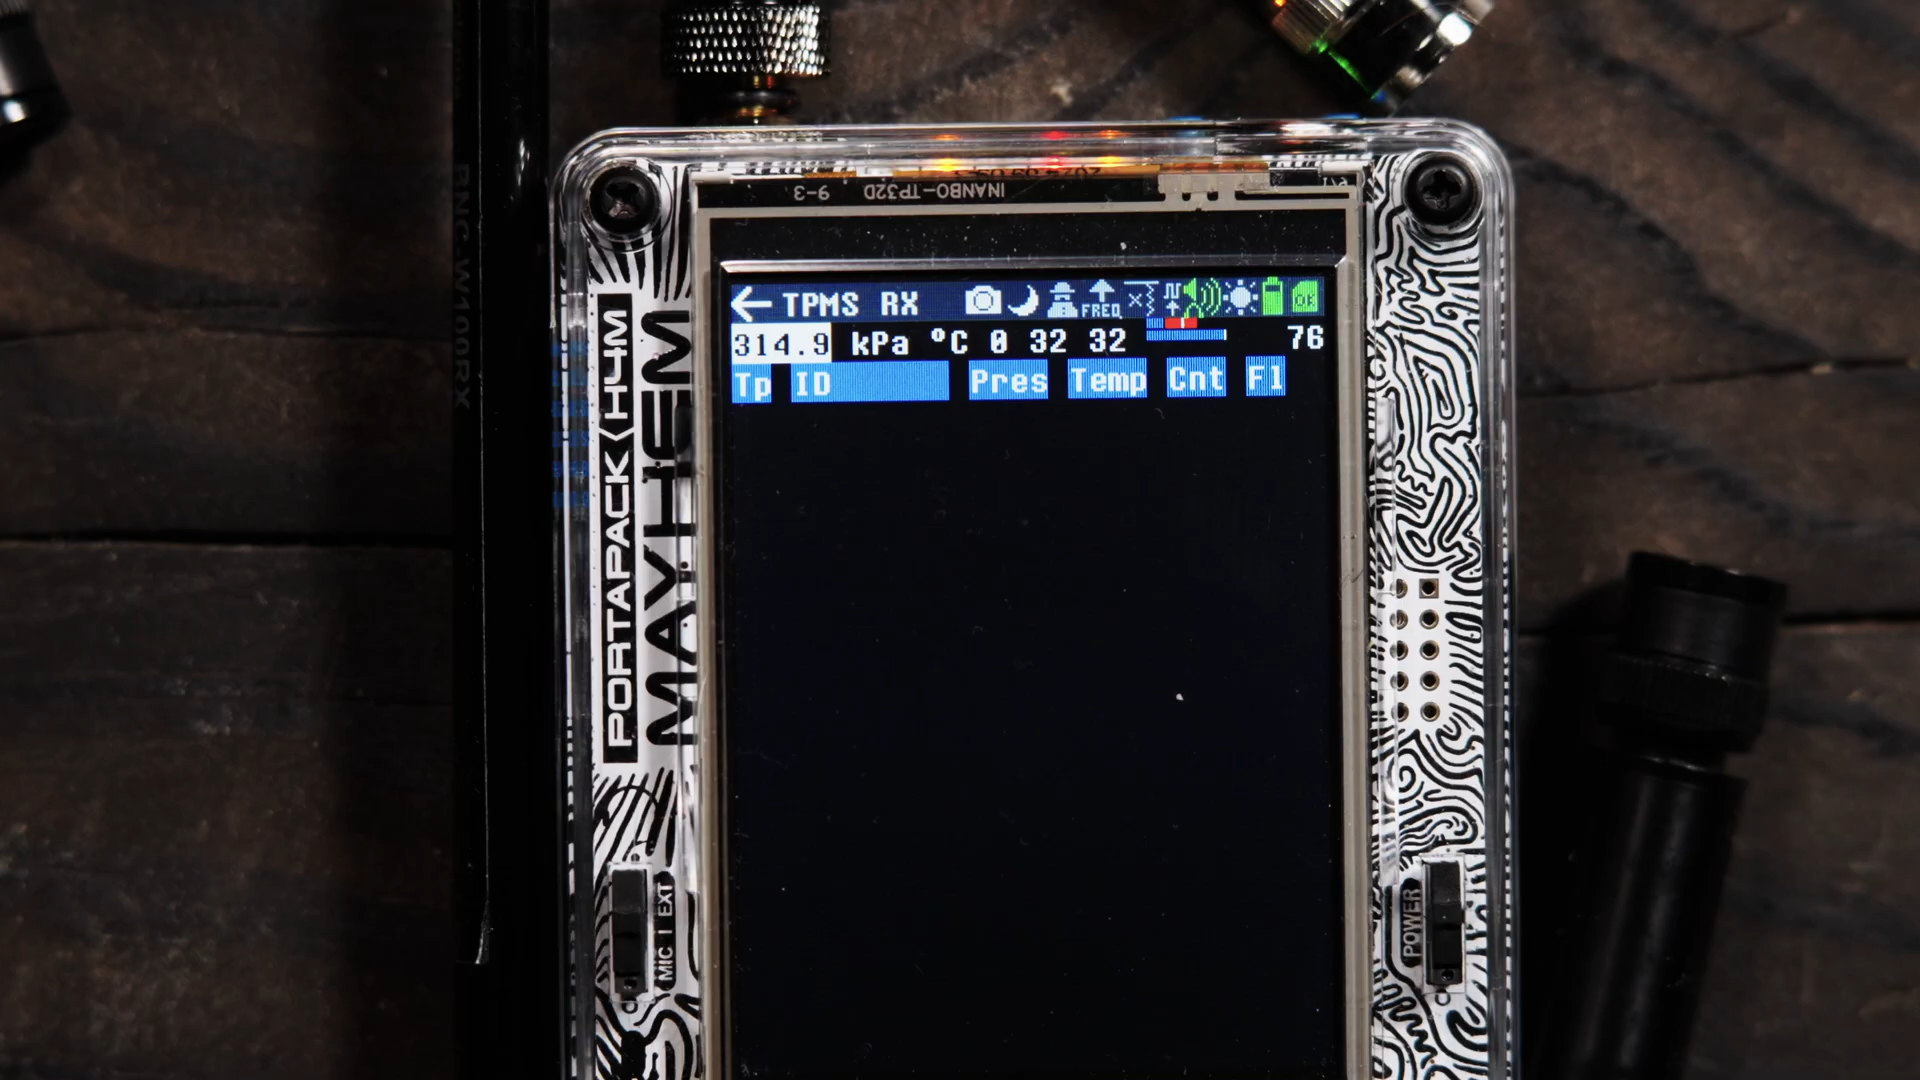 BNC-W100RX
INANBO-TP32D 9-3
TPMS RX FREQ OK
314.9 kPa °C 0 32 32 76
Tp ID Pres Temp Cnt Fl
PORTAPACK H4M
MAYHEM
MIC | EXT
POWER